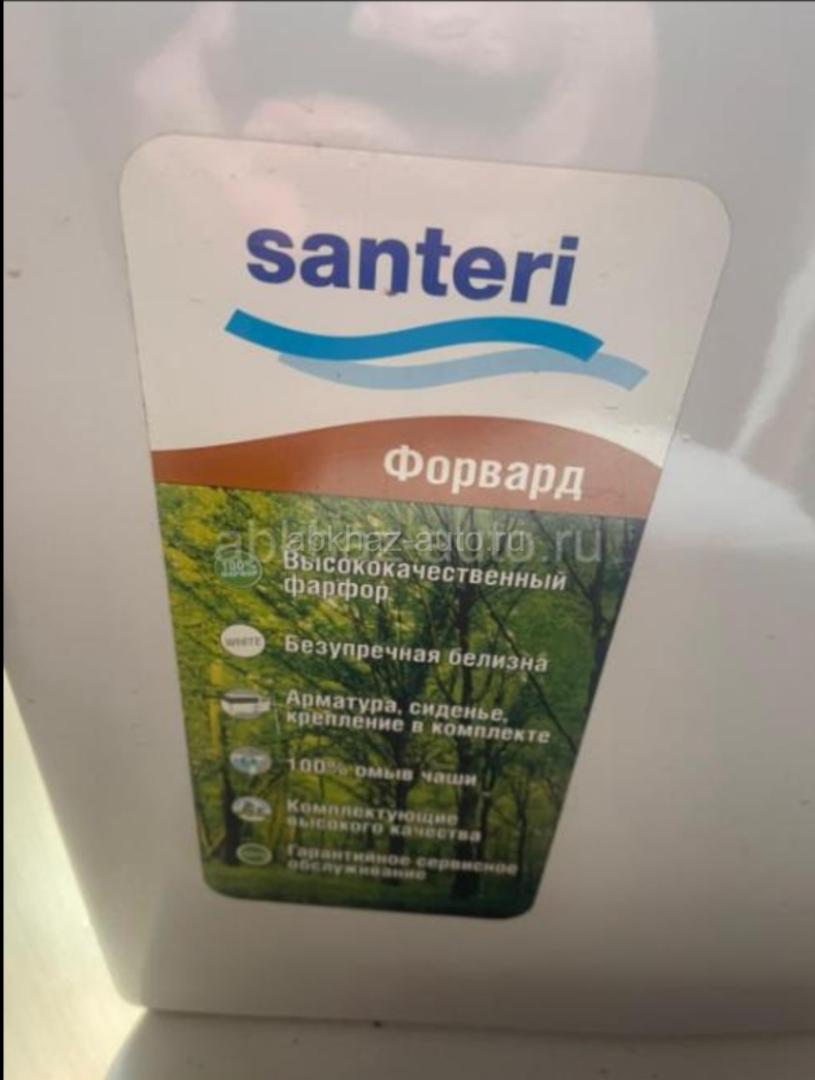 santeri
Форвард
abkhaz-auto.ru
100%
Высококачественный
фарфор
WHITE
Безупречная белизна
Арматура, сиденье,
крепление в комплекте
100% омыв чаши
Комплектующие
высокого качества
Гарантийное сервисное
обслуживание